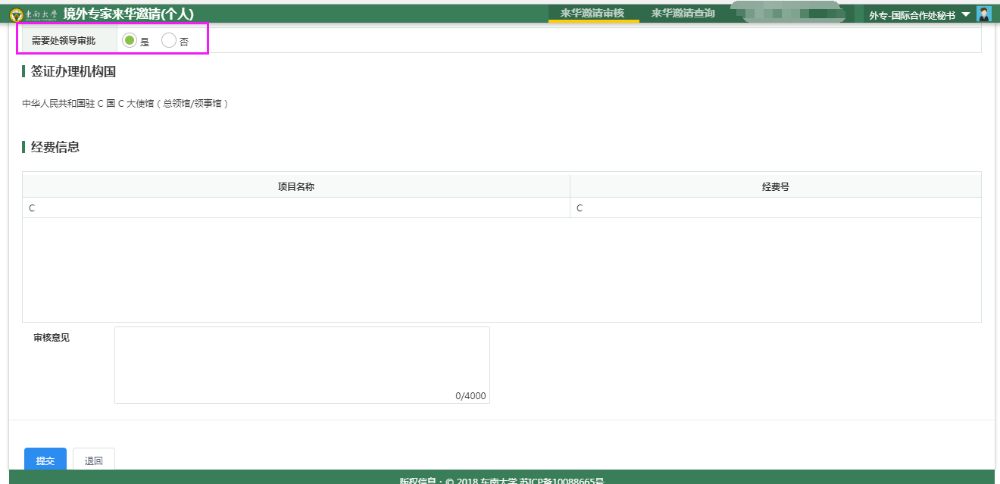 东南大学 境外专家来华邀请(个人) 来华邀请审核 来华邀请查询 外专-国际合作处秘书
需要处领导审批 是 否
签证办理机构国
中华人民共和国驻 C 国 C 大使馆（总领馆/领事馆）
经费信息
项目名称 经费号
C C
审核意见
0/4000
提交 退回
版权信息：© 2018 东南大学 苏ICP备10088665号